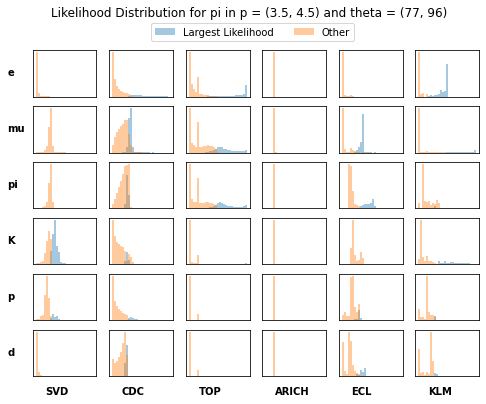 Likelihood Distribution for pi in p = (3.5, 4.5) and theta = (77, 96)
Largest Likelihood Other
e
mu
pi
K
p
d
SVD CDC TOP ARICH ECL KLM